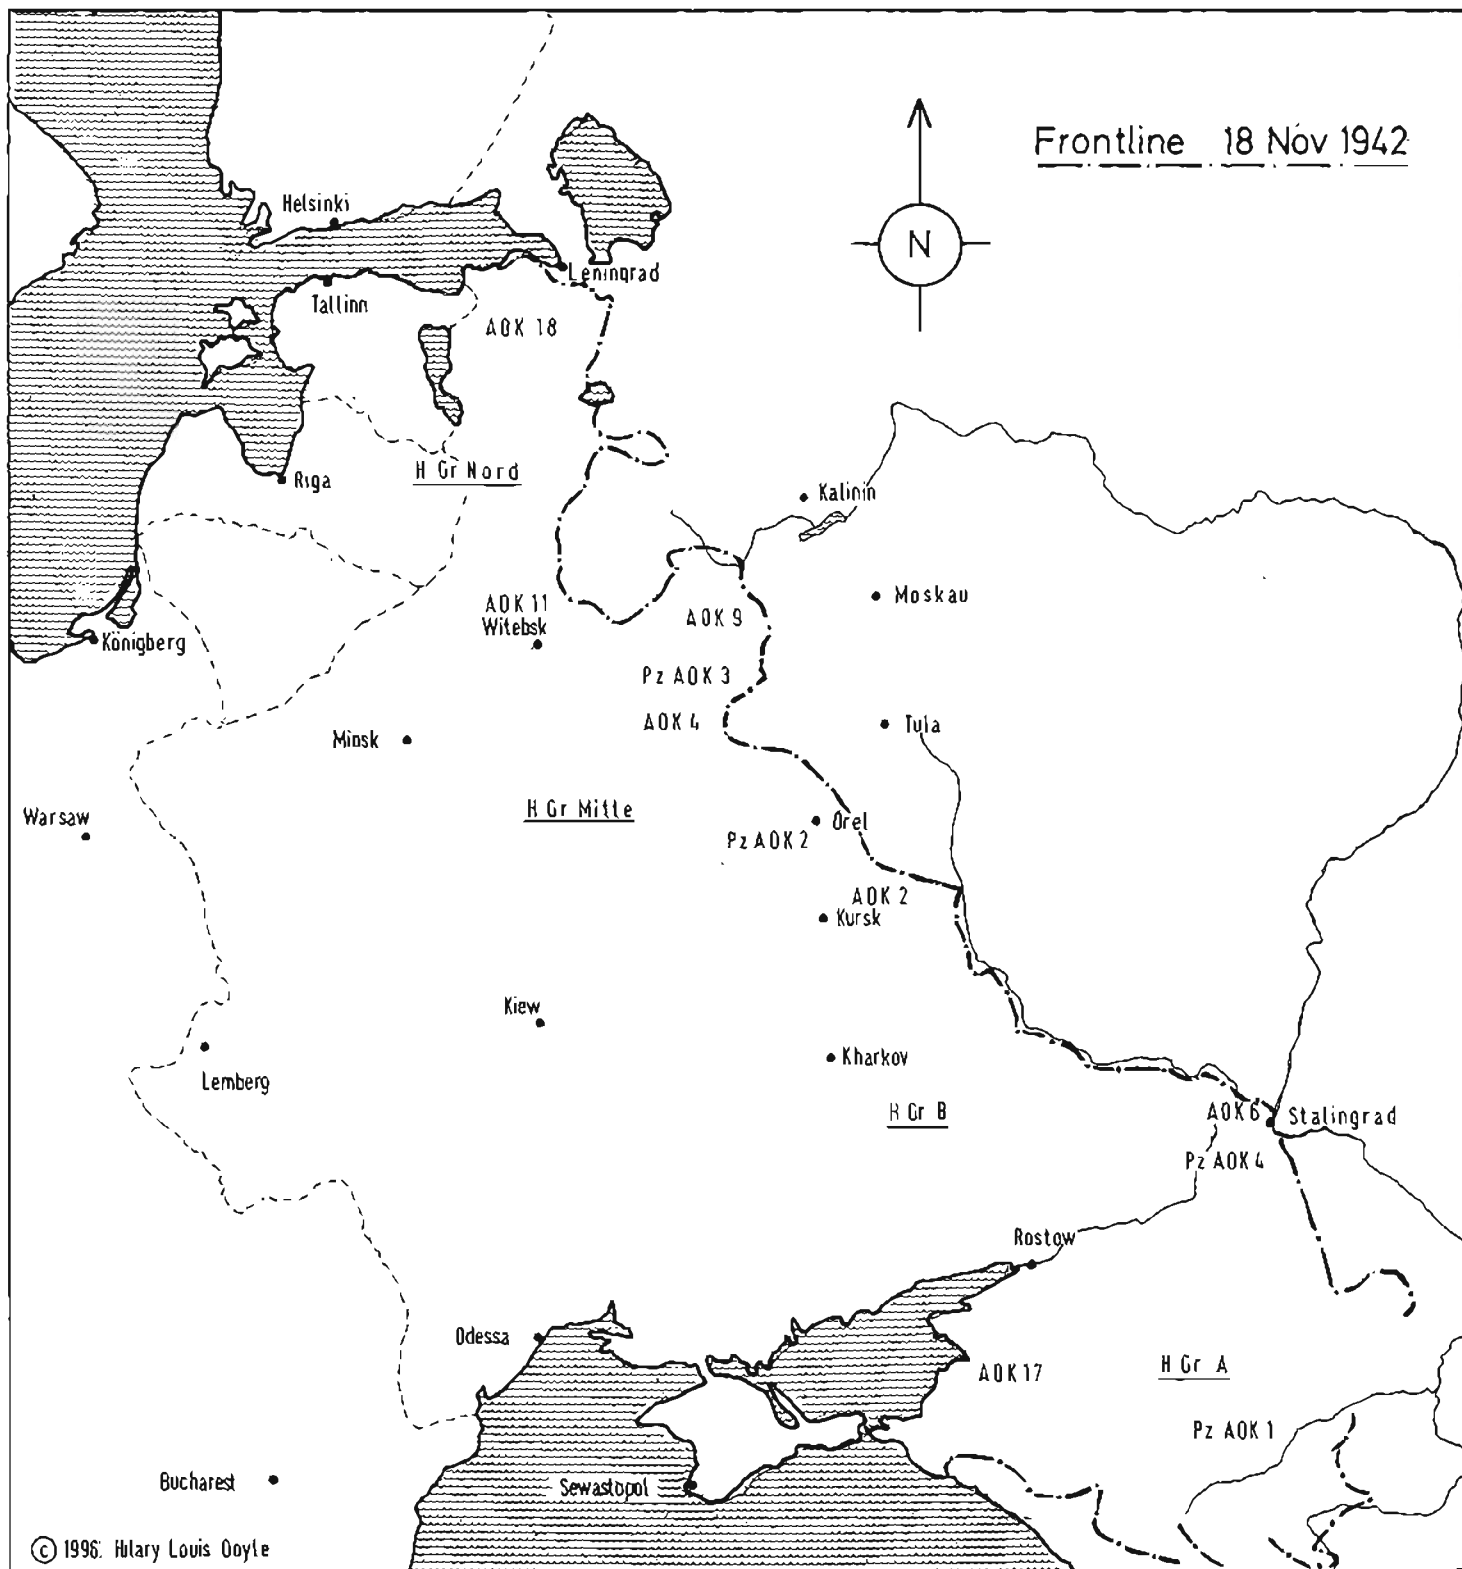 Frontline 18 Nov 1942
N
Helsinki
Leningrad
Tallinn
AOK 18
H Gr Nord
Riga
Kalinin
Moskau
AOK 11
Witebsk
AOK 9
Königberg
Pz AOK 3
AOK 4
Tula
Minsk
H Gr Mitte
Warsaw
Orel
Pz AOK 2
AOK 2
Kursk
Kiew
Kharkov
Lemberg
H Gr B
AOK 6
Stalingrad
Pz AOK 4
Rostow
Odessa
AOK 17
H Gr A
Pz AOK 1
Bucharest
Sewastopol
© 1996. Hilary Louis Doyle